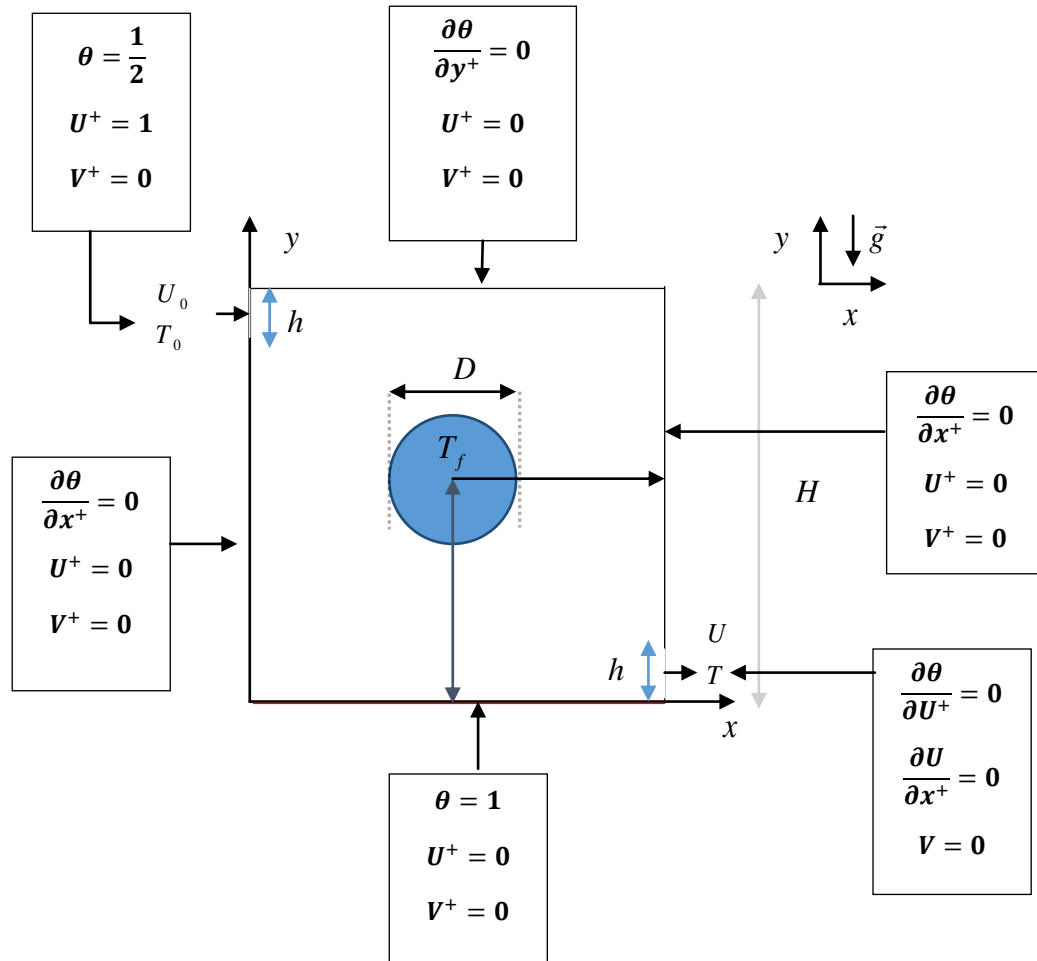 θ = 1/2
U⁺ = 1
V⁺ = 0
∂θ/∂y⁺ = 0
U⁺ = 0
V⁺ = 0
y
U₀
T₀
h
y
g⃗
x
D
T_f
H
∂θ/∂x⁺ = 0
U⁺ = 0
V⁺ = 0
∂θ/∂x⁺ = 0
U⁺ = 0
V⁺ = 0
h
U
T
x
∂θ/∂U⁺ = 0
∂U/∂x⁺ = 0
V = 0
θ = 1
U⁺ = 0
V⁺ = 0